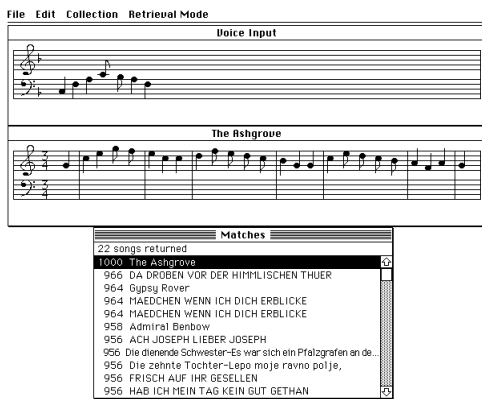 File Edit Collection Retrieval Mode
Voice Input
The Ashgrove
3
4
3
4
Matches
22 songs returned
1000 The Ashgrove
966 DA DROBEN VOR DER HIMMLISCHEN THUER
964 Gypsy Rover
964 MAEDCHEN WENN ICH DICH ERBLICKE
964 MAEDCHEN WENN ICH DICH ERBLICKE
958 Admiral Benbow
956 ACH JOSEPH LIEBER JOSEPH
956 Die dienende Schwester-Es war sich ein Pfalzgrafen an de...
956 Die zehnte Tochter-Lepo moje ravno polje,
956 FRISCH AUF IHR GESELLEN
956 HAB ICH MEIN TAG KEIN GUT GETHAN